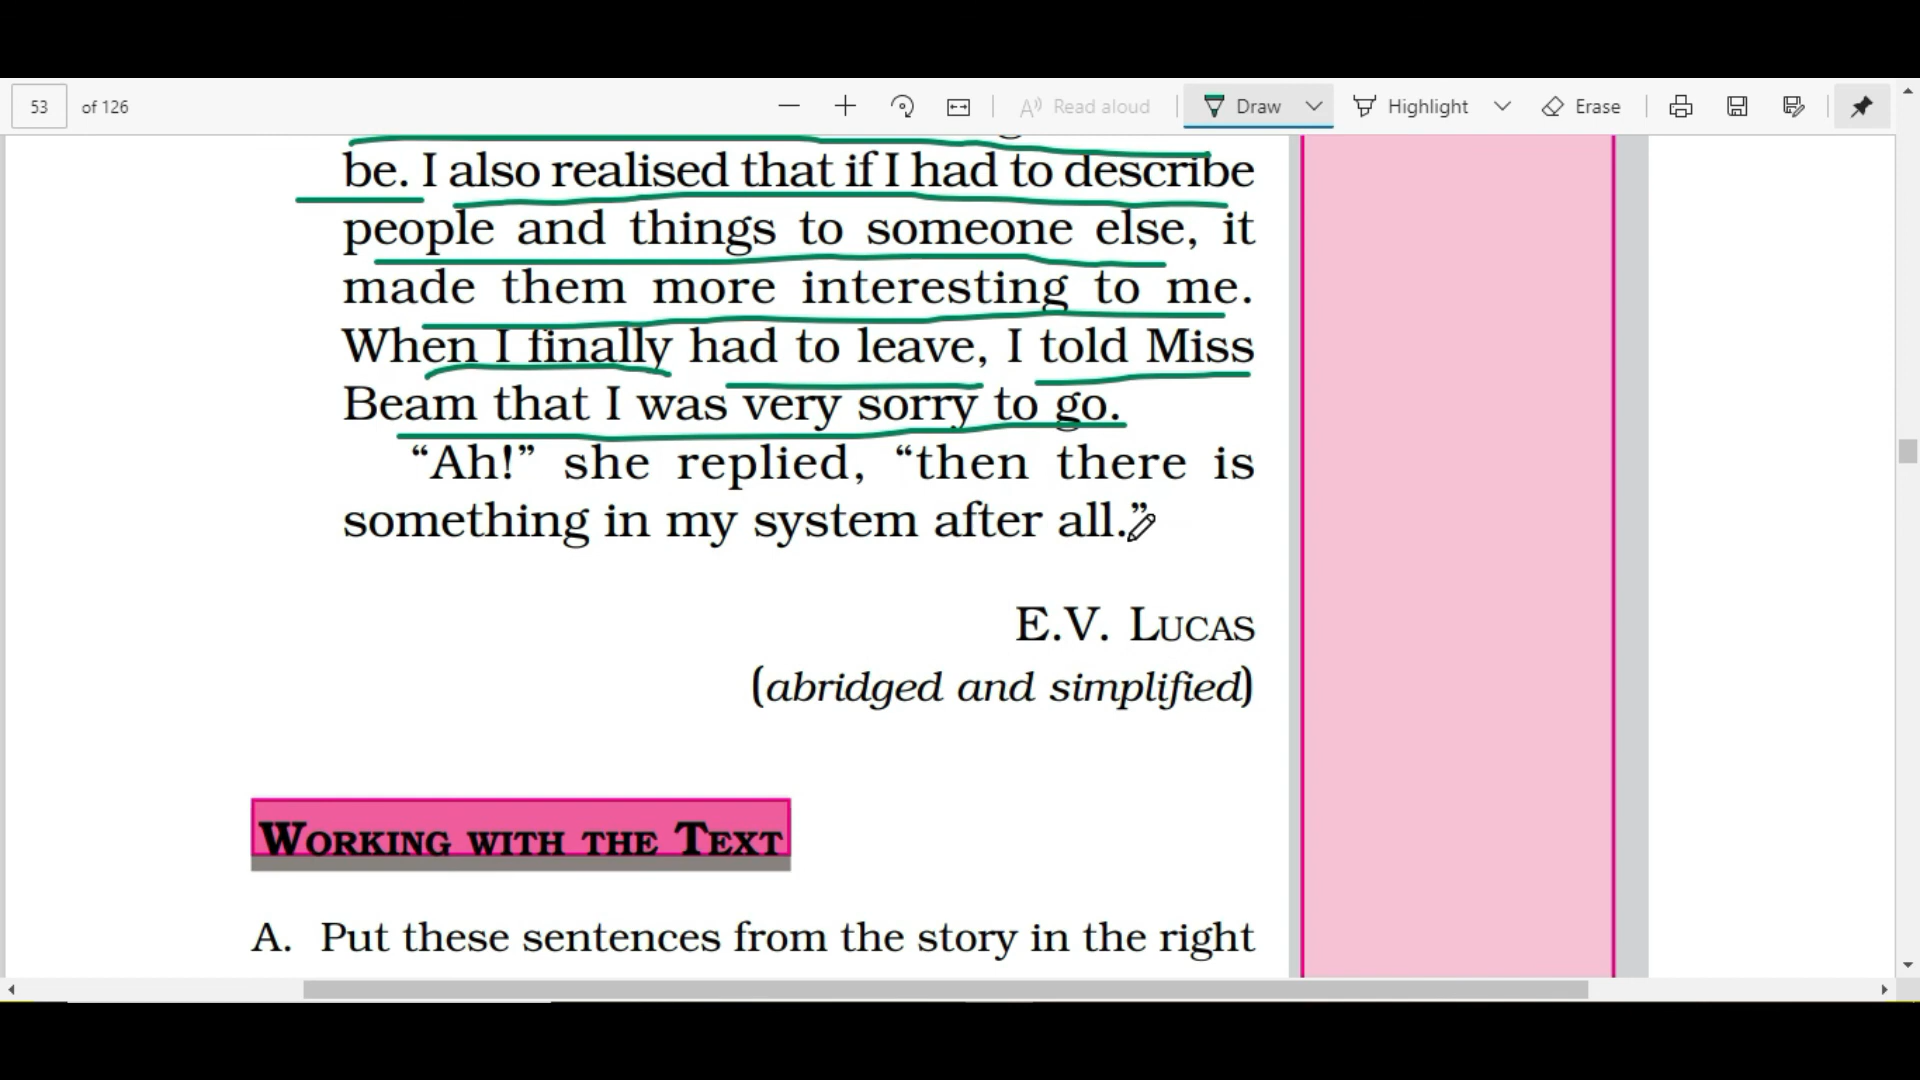 53 of 126 Read aloud Draw Highlight Erase
be. I also realised that if I had to describe
people and things to someone else, it
made them more interesting to me.
When I finally had to leave, I told Miss
Beam that I was very sorry to go.
“Ah!” she replied, “then there is
something in my system after all.”
E.V. LUCAS
(abridged and simplified)
WORKING WITH THE TEXT
A. Put these sentences from the story in the right